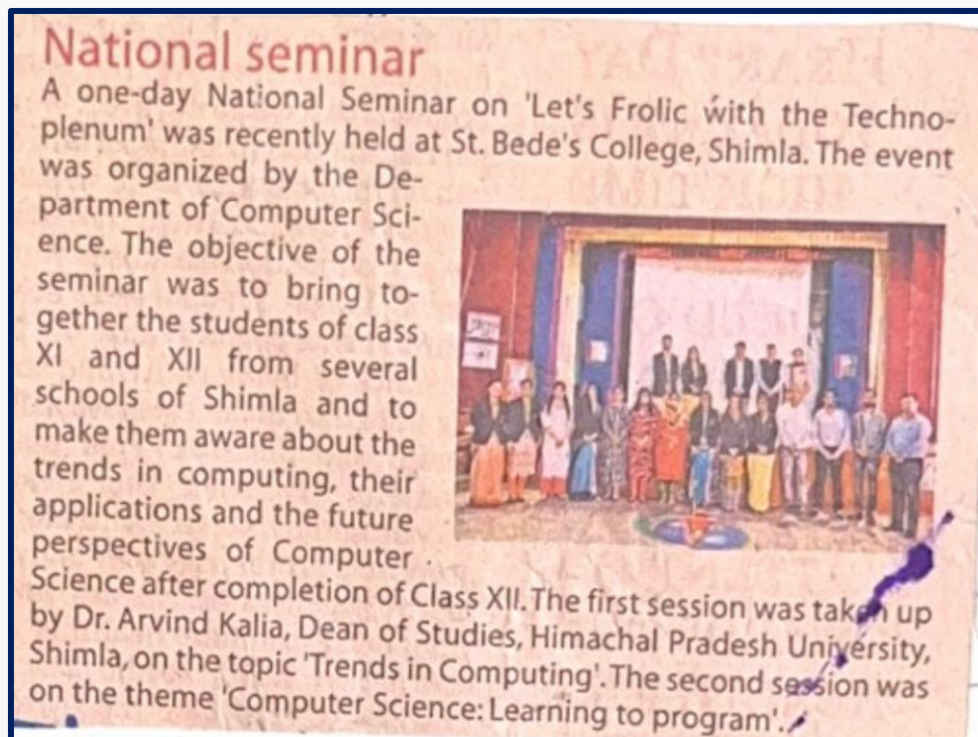 National seminar
A one-day National Seminar on 'Let's Frolic with the Techno-
plenum' was recently held at St. Bede's College, Shimla. The event
was organized by the De-
partment of Computer Sci-
ence. The objective of the
seminar was to bring to-
gether the students of class
XI and XII from several
schools of Shimla and to
make them aware about the
trends in computing, their
applications and the future
perspectives of Computer
Science after completion of Class XII. The first session was taken up
by Dr. Arvind Kalia, Dean of Studies, Himachal Pradesh University,
Shimla, on the topic 'Trends in Computing'. The second session was
on the theme 'Computer Science: Learning to program'.